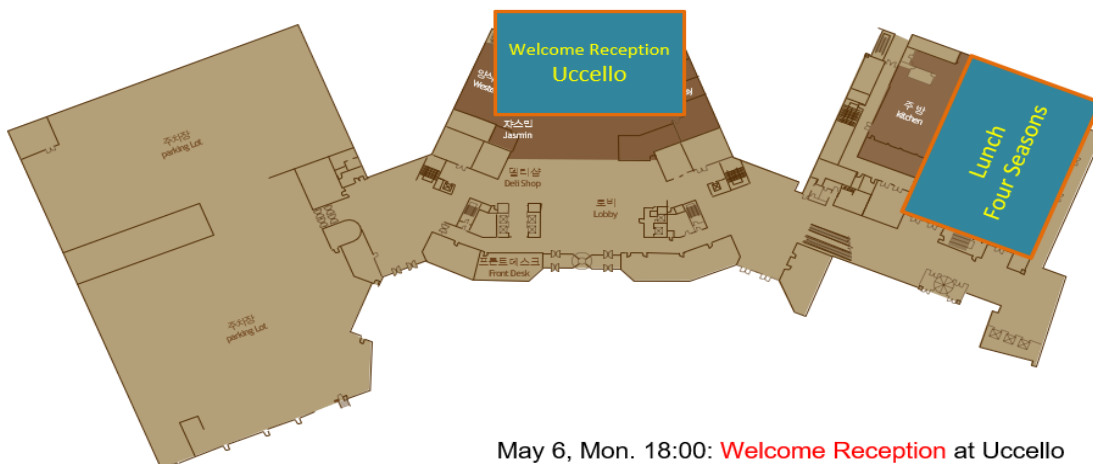 Welcome Reception
Uccello
자스민
Jasmin
주 방
kitchen
Lunch
Four Seasons
주차장
parking Lot
델리샵
Deli Shop
로비
Lobby
프론트데스크
Front Desk
주차장
parking Lot
May 6, Mon. 18:00: Welcome Reception at Uccello